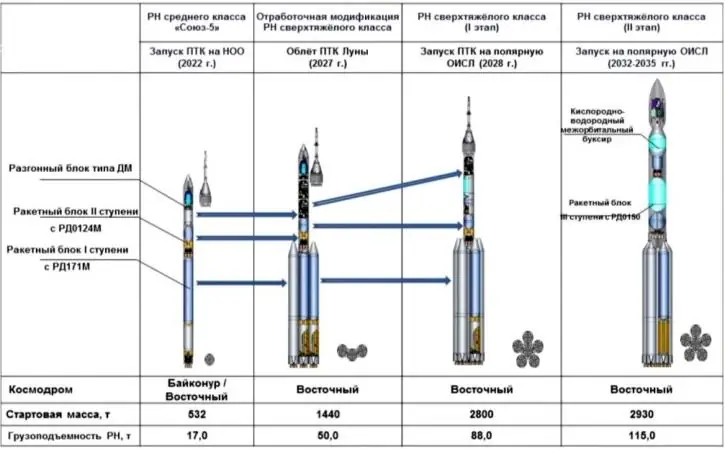 РН среднего класса
«Союз-5»
Отработочная модификация
РН сверхтяжёлого класса
РН сверхтяжёлого класса
(I этап)
РН сверхтяжёлого класса
(II этап)
Запуск ПТК на НОО
(2022 г.)
Облёт ПТК Луны
(2027 г.)
Запуск ПТК на полярную
ОИСЛ (2028 г.)
Запуск на полярную ОИСЛ
(2032-2035 гг.)
Кислородно-
водородный
межорбитальный
буксир
Разгонный блок типа ДМ
Ракетный блок II ступени
с РД0124М
Ракетный блок I ступени
с РД171М
Ракетный блок
III ступени с РД0150
Космодром
Байконур /
Восточный
Восточный
Восточный
Восточный
Стартовая масса, т
532
1440
2800
2930
Грузоподъемность РН, т
17,0
50,0
88,0
115,0